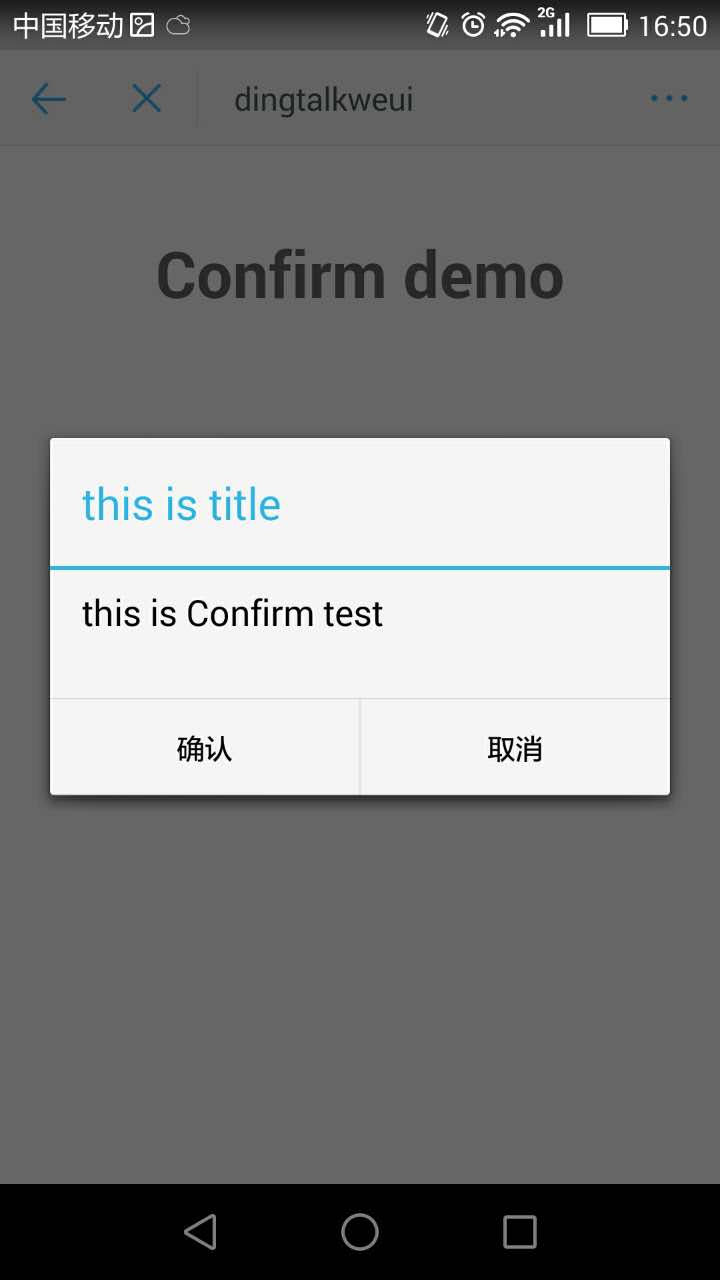 中国移动 2G 16:50
dingtalkweui
Confirm demo
this is title
this is Confirm test
确认 取消